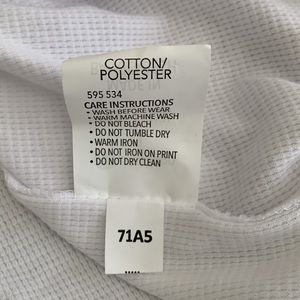 COTTON/
POLYESTER
595 534
CARE INSTRUCTIONS
• WASH BEFORE WEAR
• WARM MACHINE WASH
• DO NOT BLEACH
• DO NOT TUMBLE DRY
• WARM IRON
• DO NOT IRON ON PRINT
• DO NOT DRY CLEAN
71A5